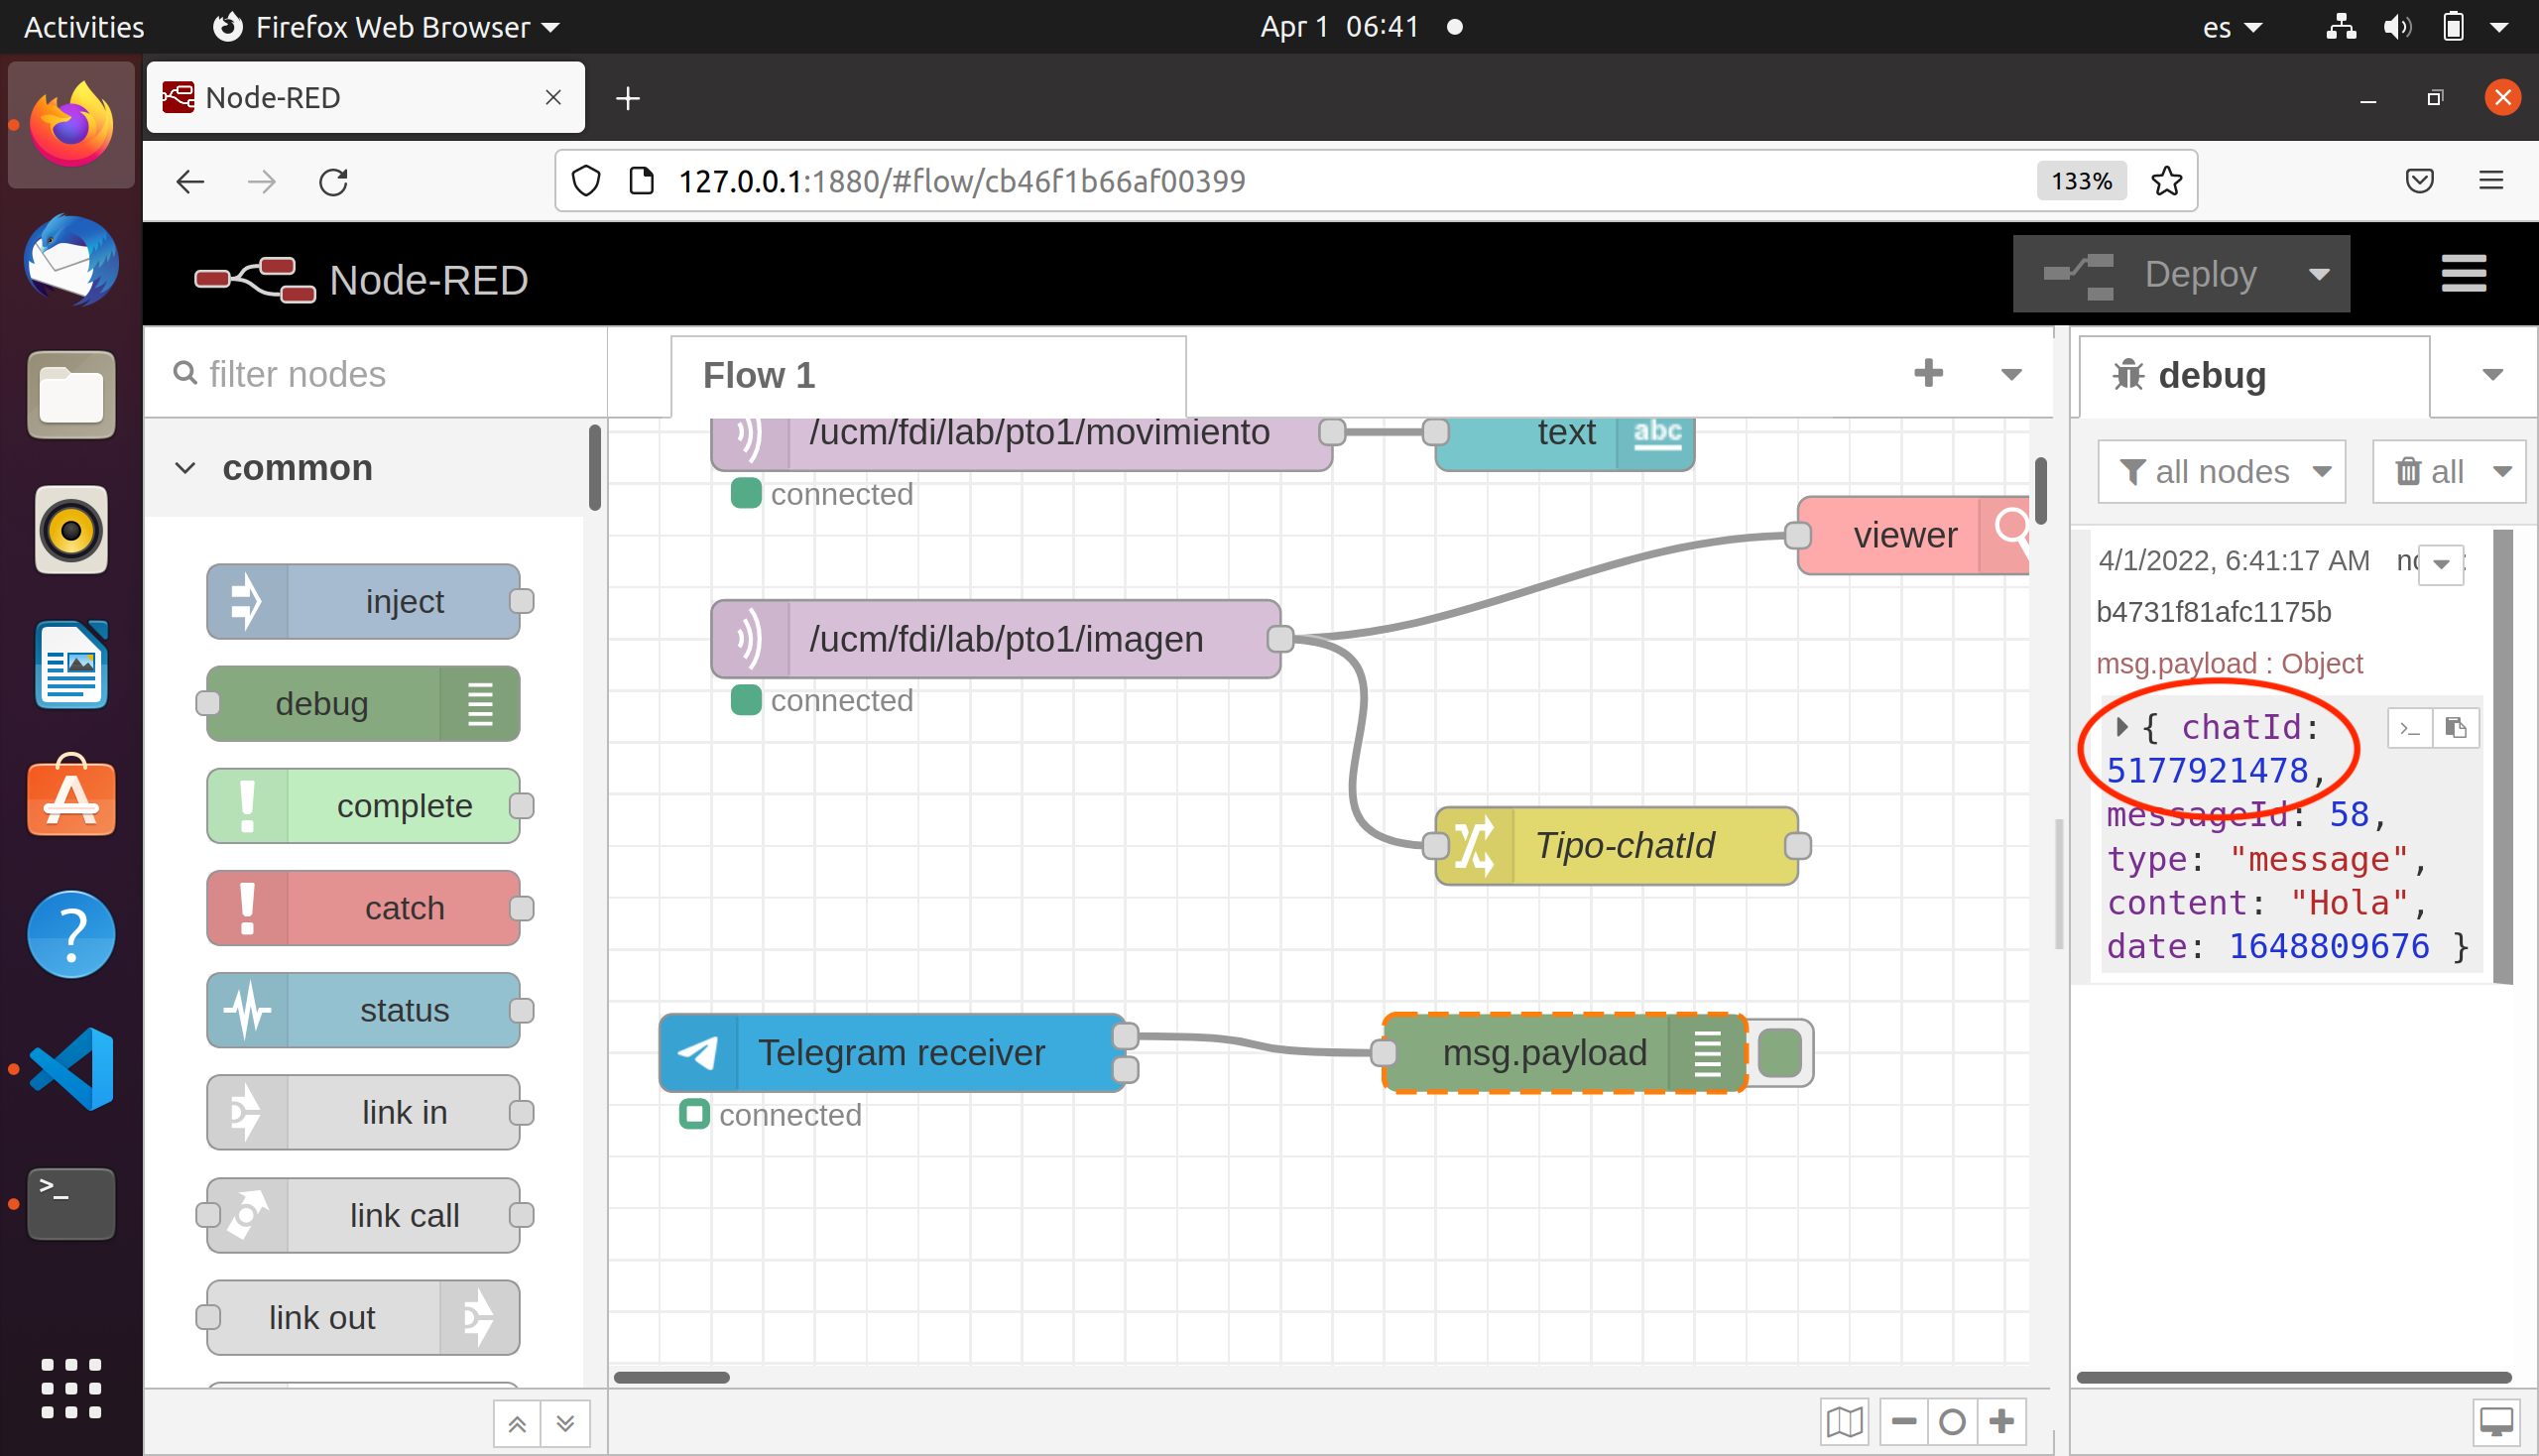 Activities
Firefox Web Browser
Apr 1 06:41
es
Node-RED
127.0.0.1:1880/#flow/cb46f1b66af00399
133%
Node-RED
Deploy
filter nodes
Flow 1
debug
common
all nodes
all
/ucm/fdi/lab/pto1/movimiento
text
abc
connected
viewer
/ucm/fdi/lab/pto1/imagen
connected
Tipo-chatId
Telegram receiver
msg.payload
connected
inject
debug
complete
catch
status
link in
link call
link out
4/1/2022, 6:41:17 AM
b4731f81afc1175b
msg.payload : Object
{ chatId:
5177921478,
messageId: 58,
type: "message",
content: "Hola",
date: 1648809676 }